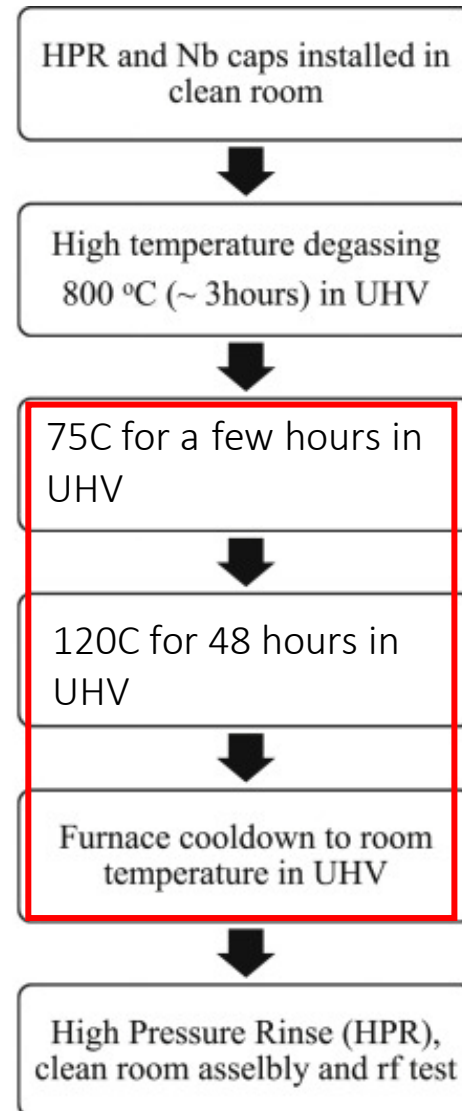 HPR and Nb caps installed in
clean room
High temperature degassing
800 ºC (~ 3hours) in UHV
75C for a few hours in
UHV
120C for 48 hours in
UHV
Furnace cooldown to room
temperature in UHV
High Pressure Rinse (HPR),
clean room asselbly and rf test